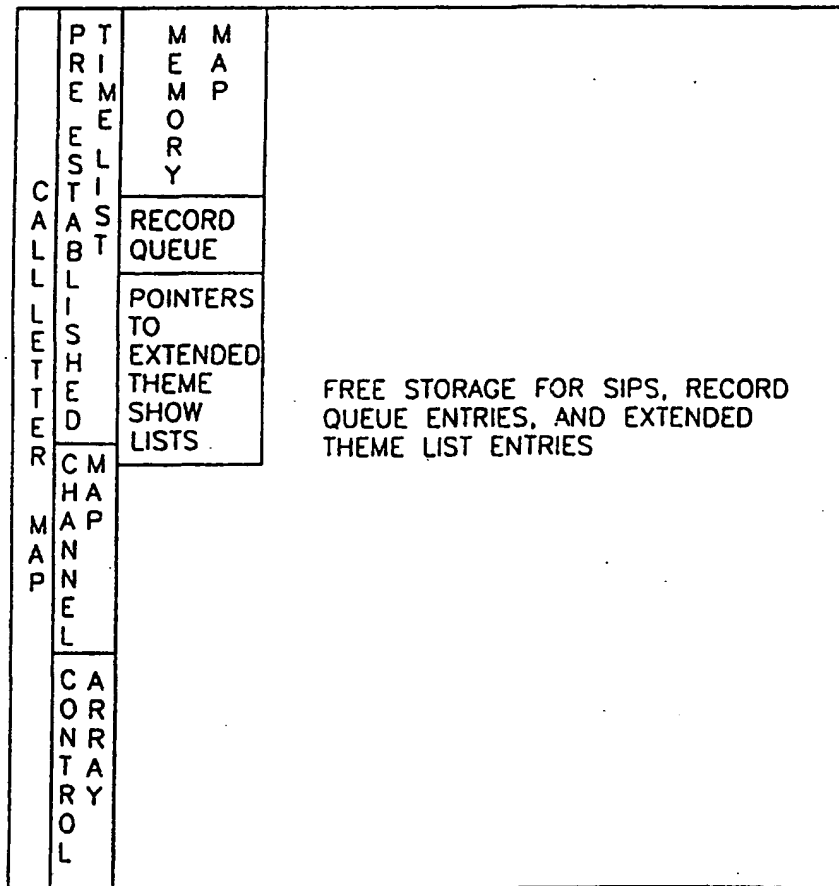 CALL LETTER MAP
PRE ESTABLISHED
TIME LIST
CHANNEL
MAP
CONTROL
ARRAY
MEMORY
MAP
RECORD
QUEUE
POINTERS
TO
EXTENDED
THEME
SHOW
LISTS
FREE STORAGE FOR SIPS, RECORD
QUEUE ENTRIES, AND EXTENDED
THEME LIST ENTRIES